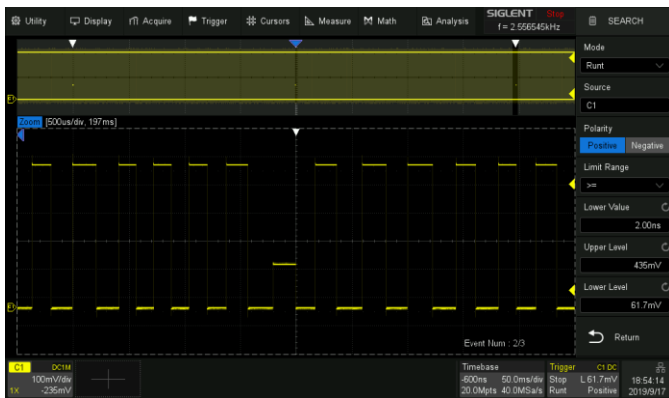 Utility Display Acquire Trigger Cursors Measure Math Analysis
SIGLENT Stop
f = 2.556545kHz
SEARCH
Mode
Runt
Source
C1
Polarity
Positive Negative
Limit Range
>=
Lower Value
2.00ns
Upper Level
435mV
Lower Level
61.7mV
Return
Zoom [500us/div, 197ms]
Event Num : 2/3
C1 DC1M
100mV/div
1X -235mV
Timebase
-600ns 50.0ms/div
20.0Mpts 40.0MSa/s
Trigger C1 DC
Stop L 61.7mV
Runt Positive
18:54:14
2019/9/17